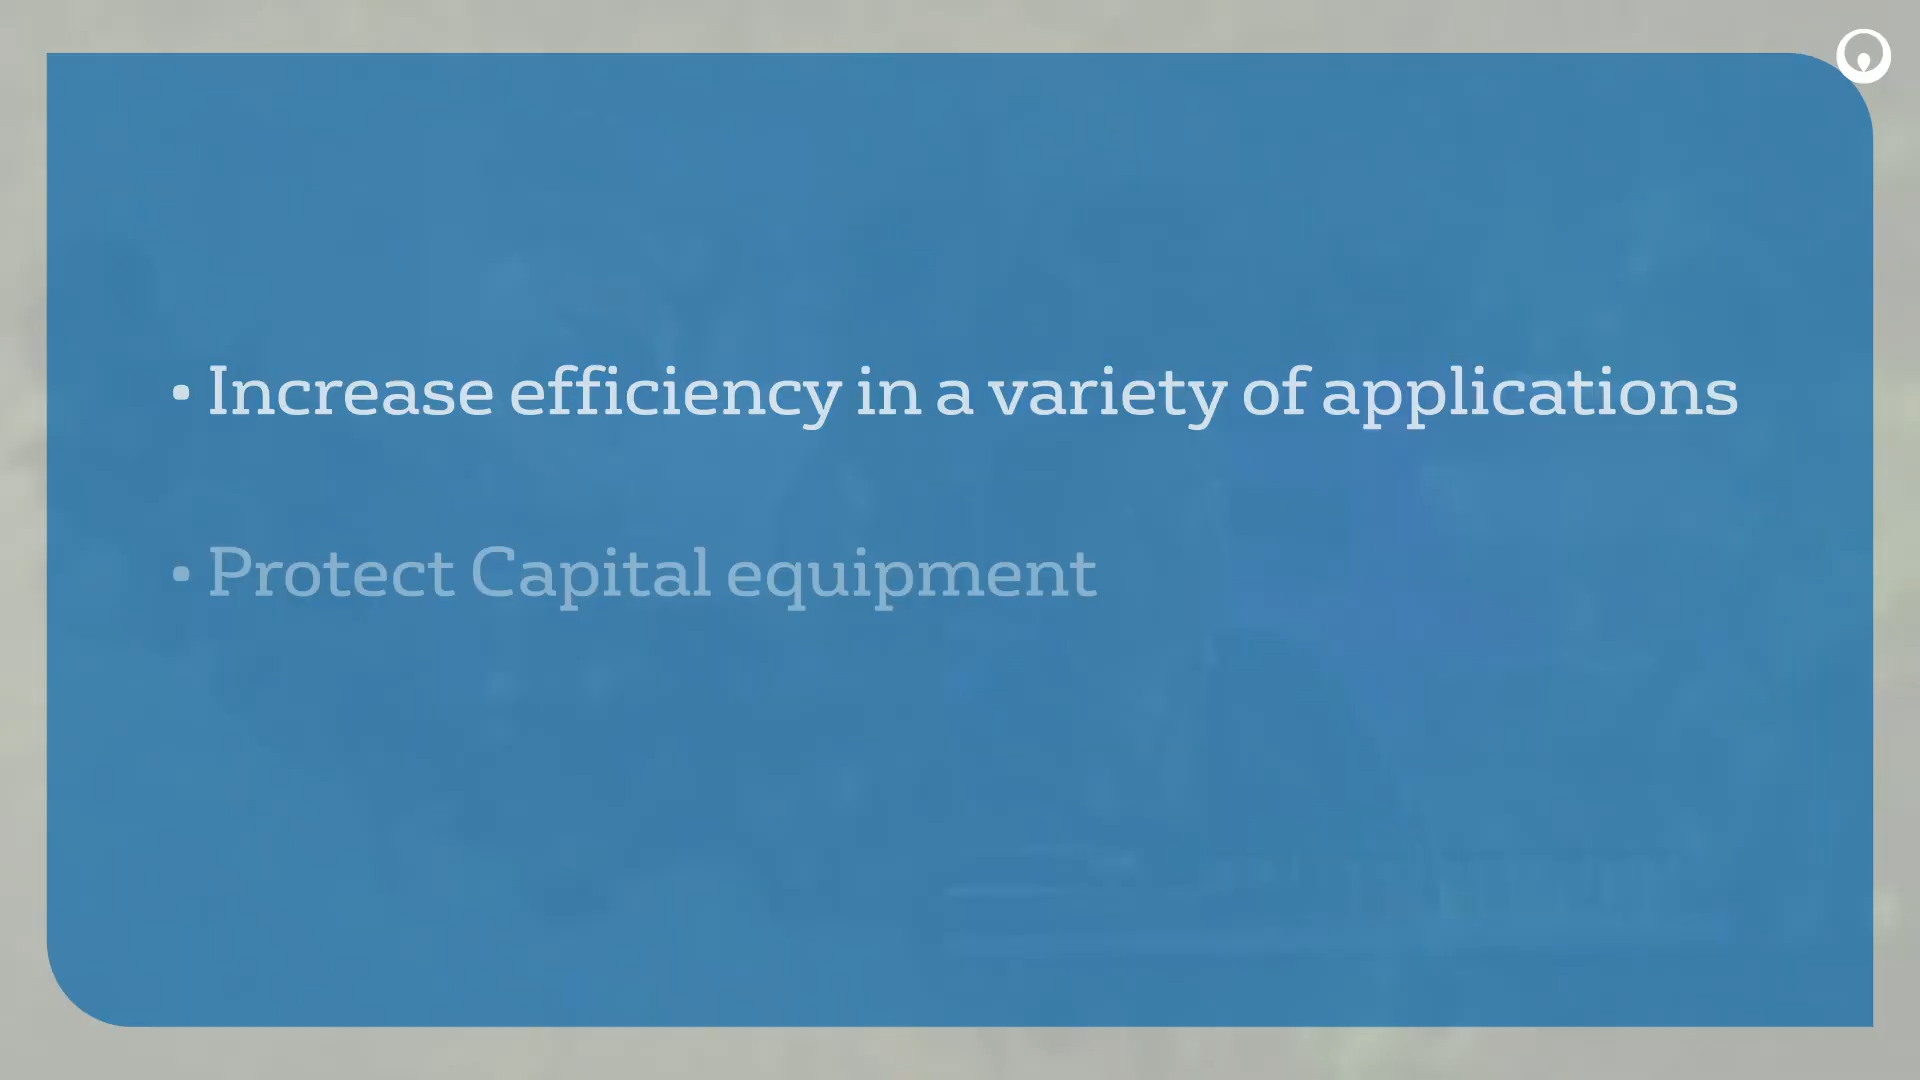 • Increase efficiency in a variety of applications
• Protect Capital equipment